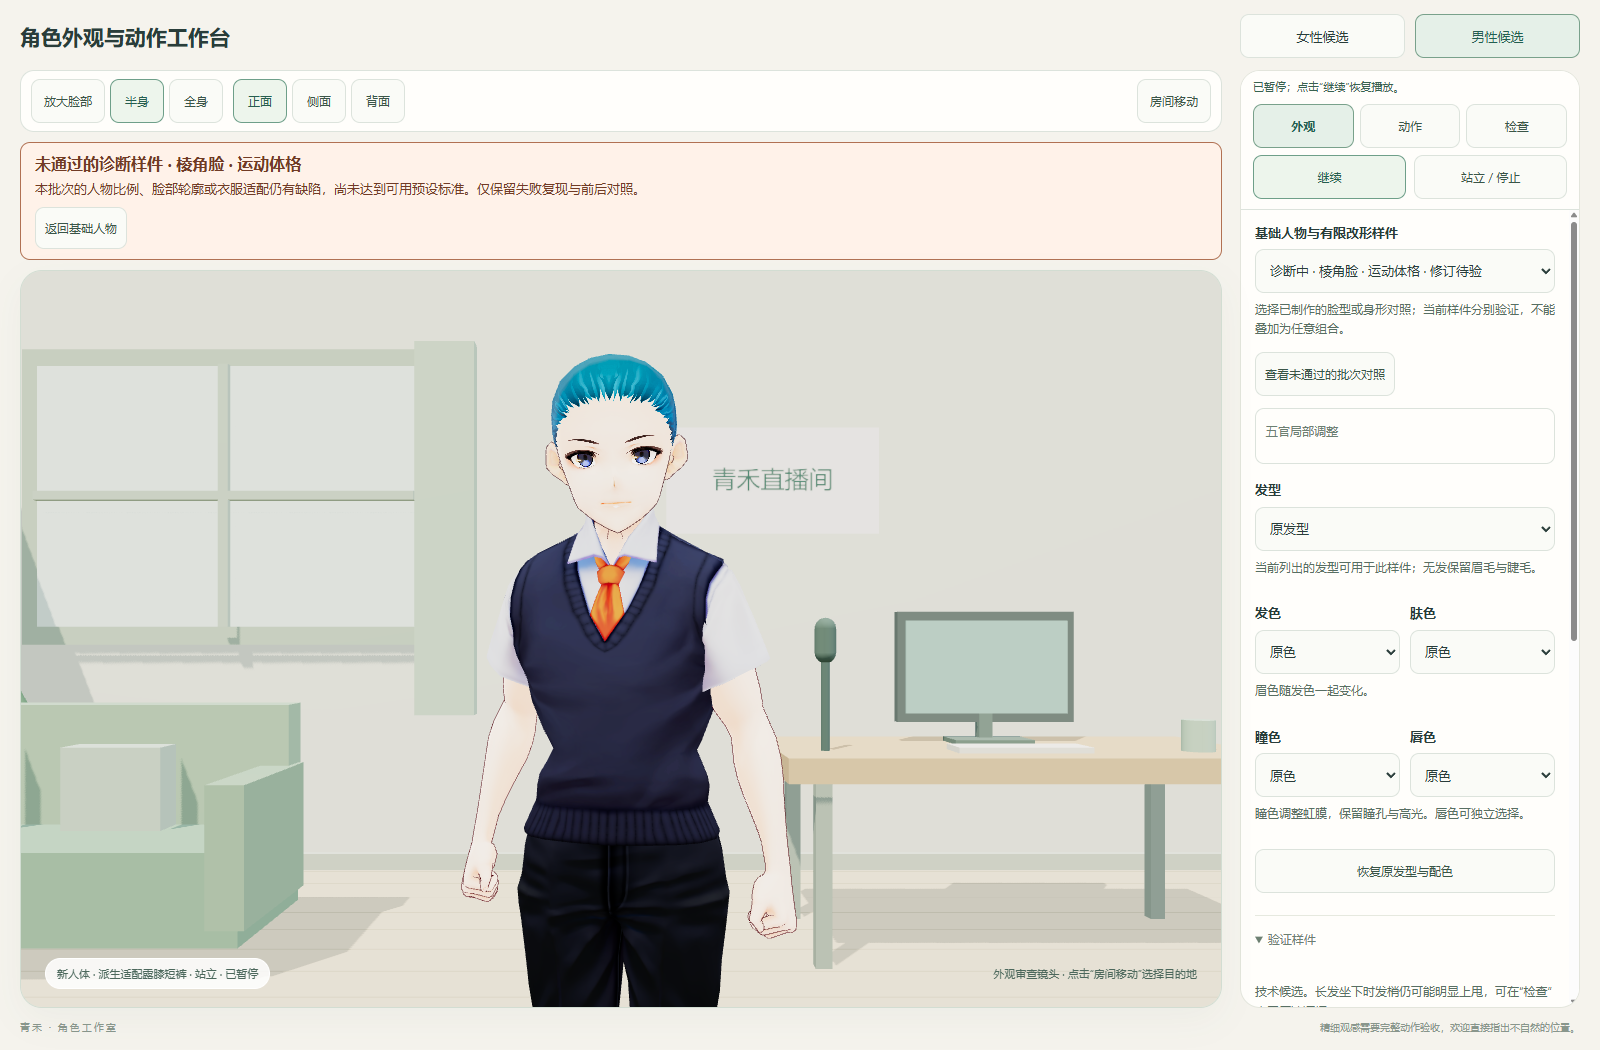 角色外观与动作工作台
女性候选
男性候选
放大脸部
半身
全身
正面
侧面
背面
房间移动
已暂停；点击“继续”恢复播放。
外观
动作
检查
继续
站立 / 停止
未通过的诊断样件 · 棱角脸 · 运动体格
本批次的人物比例、脸部轮廓或衣服适配仍有缺陷，尚未达到可用预设标准。仅保留失败复现与前后对照。
返回基础人物
青禾直播间
新人体 · 派生适配露膝短裤 · 站立 · 已暂停
外观审查镜头 · 点击“房间移动”选择目的地
基础人物与有限改形样件
诊断中 · 棱角脸 · 运动体格 · 修订待验
选择已制作的脸型或身形对照；当前样件分别验证，不能
叠加为任意组合。
查看未通过的批次对照
五官局部调整
发型
原发型
当前列出的发型可用于此样件；无发保留眉毛与睫毛。
发色
肤色
原色
原色
眉色随发色一起变化。
瞳色
唇色
原色
原色
瞳色调整虹膜，保留瞳孔与高光。唇色可独立选择。
恢复原发型与配色
▼ 验证样件
技术候选。长发坐下时发梢仍可能明显上甩，可在“检查”
青禾 · 角色工作室
精细观感需要完整动作验收，欢迎直接指出不自然的位置。